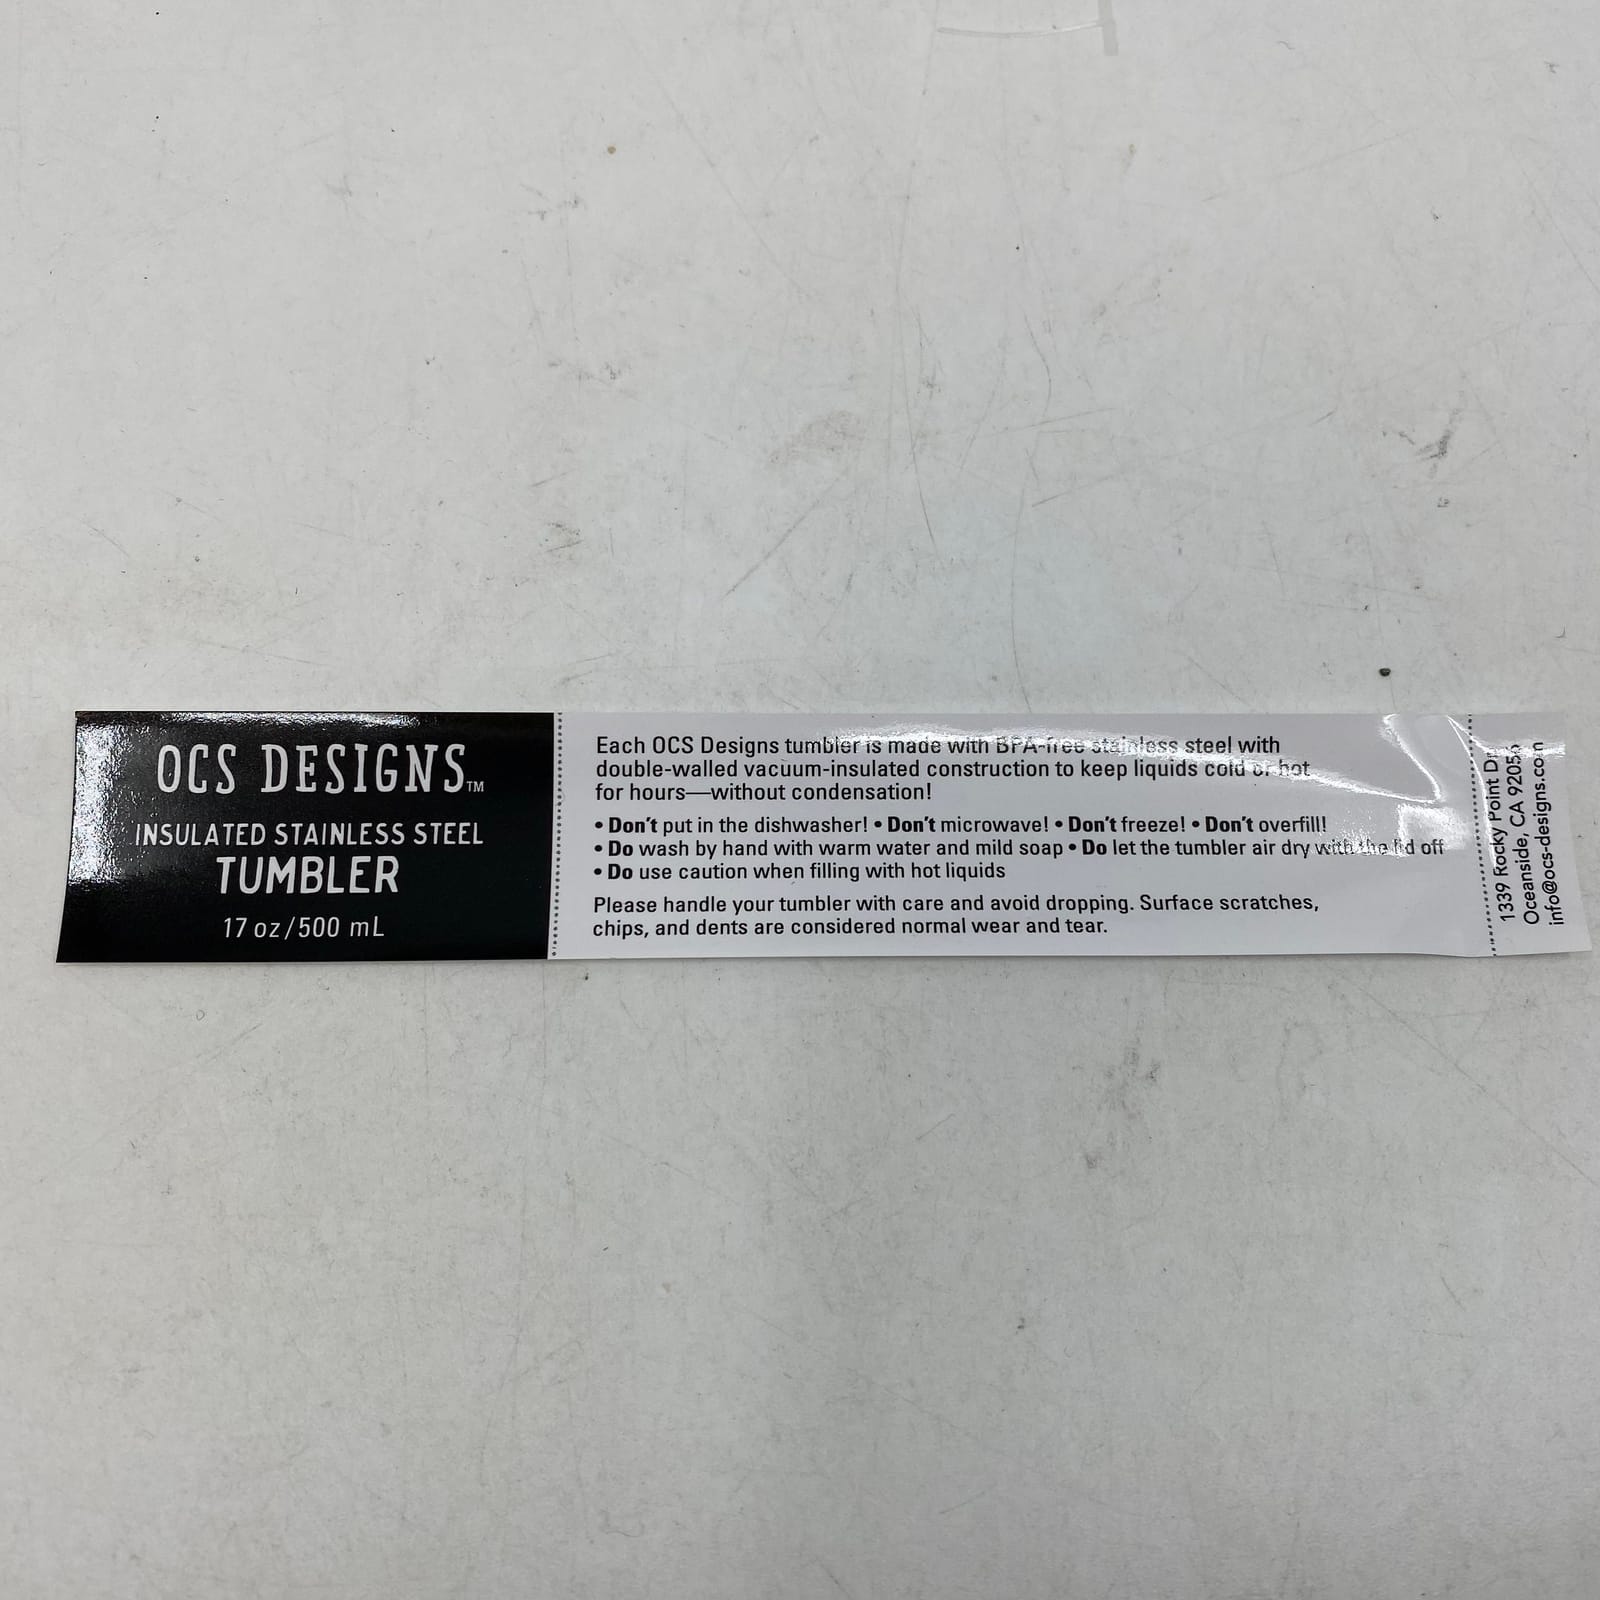 OCS DESIGNS™
INSULATED STAINLESS STEEL
TUMBLER
17 oz/500 mL
Each OCS Designs tumbler is made with BPA-free stainless steel with
double-walled vacuum-insulated construction to keep liquids cold or hot
for hours—without condensation!
• Don't put in the dishwasher! • Don't microwave! • Don't freeze! • Don't overfill!
• Do wash by hand with warm water and mild soap • Do let the tumbler air dry with the lid off
• Do use caution when filling with hot liquids
Please handle your tumbler with care and avoid dropping. Surface scratches,
chips, and dents are considered normal wear and tear.
1339 Rocky Point
Oceanside, CA
info@ocs-designs.com